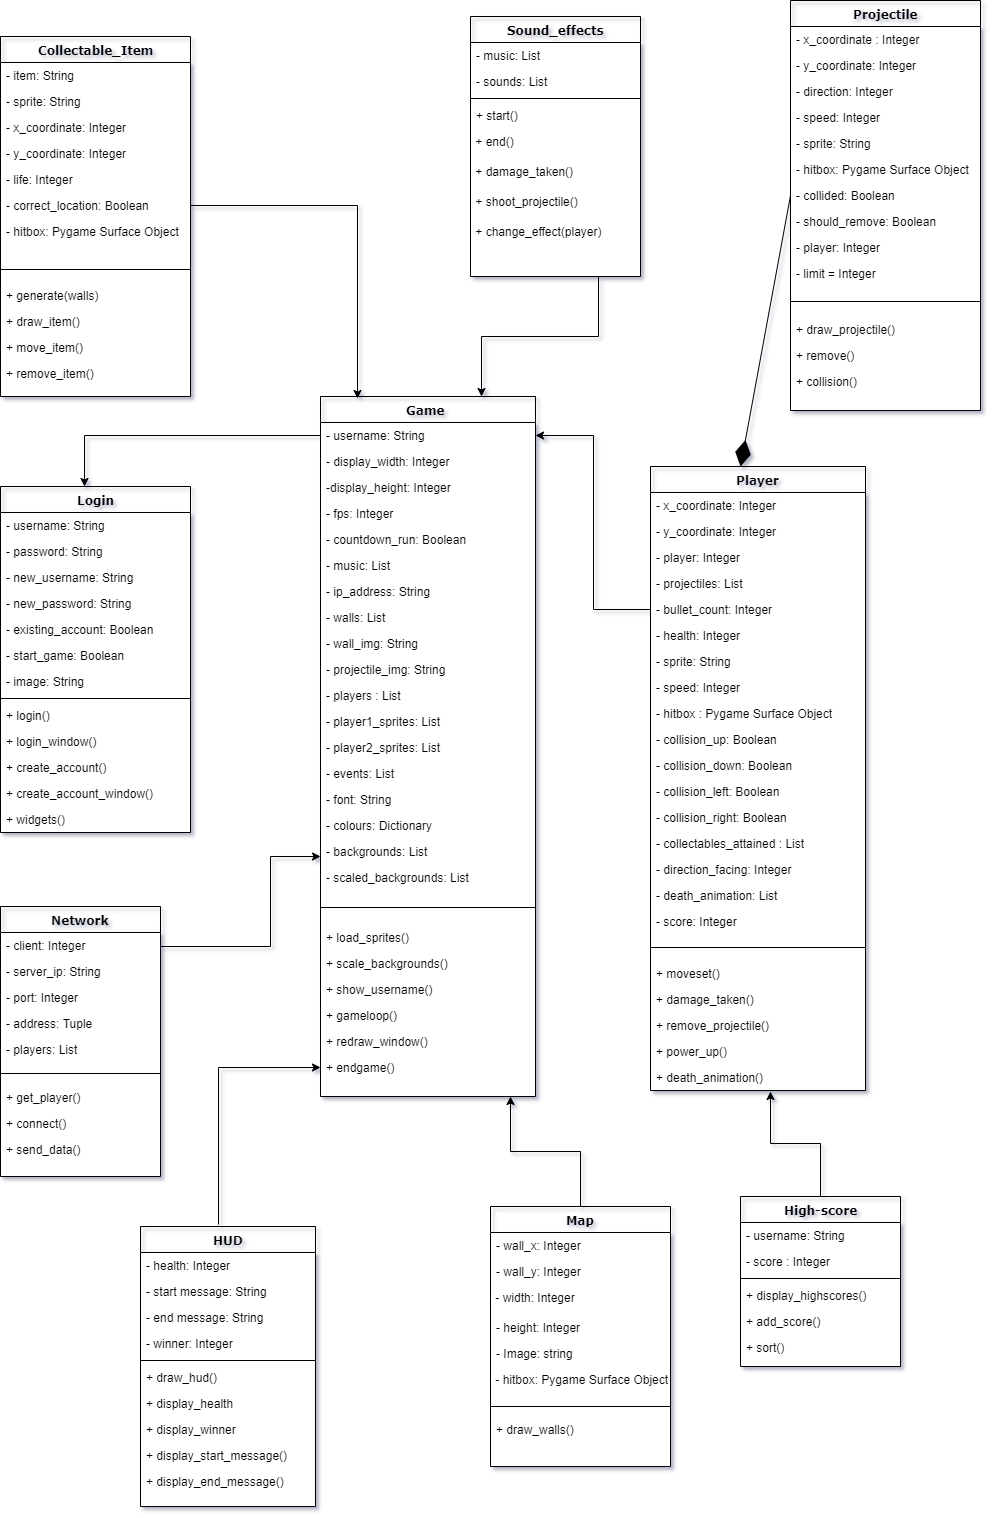 Collectable_Item
- item: String
- sprite: String
- x_coordinate: Integer
- y_coordinate: Integer
- life: Integer
- correct_location: Boolean
- hitbox: Pygame Surface Object
+ generate(walls)
+ draw_item()
+ move_item()
+ remove_item()
Sound_effects
- music: List
- sounds: List
+ start()
+ end()
+ damage_taken()
+ shoot_projectile()
+ change_effect(player)
Projectile
- x_coordinate : Integer
- y_coordinate: Integer
- direction: Integer
- speed: Integer
- sprite: String
- hitbox: Pygame Surface Object
- collided: Boolean
- should_remove: Boolean
- player: Integer
- limit = Integer
+ draw_projectile()
+ remove()
+ collision()
Game
- username: String
- display_width: Integer
-display_height: Integer
- fps: Integer
- countdown_run: Boolean
- music: List
- ip_address: String
- walls: List
- wall_img: String
- projectile_img: String
- players : List
- player1_sprites: List
- player2_sprites: List
- events: List
- font: String
- colours: Dictionary
- backgrounds: List
- scaled_backgrounds: List
+ load_sprites()
+ scale_backgrounds()
+ show_username()
+ gameloop()
+ redraw_window()
+ endgame()
Login
- username: String
- password: String
- new_username: String
- new_password: String
- existing_account: Boolean
- start_game: Boolean
- image: String
+ login()
+ login_window()
+ create_account()
+ create_account_window()
+ widgets()
Player
- x_coordinate: Integer
- y_coordinate: Integer
- player: Integer
- projectiles: List
- bullet_count: Integer
- health: Integer
- sprite: String
- speed: Integer
- hitbox : Pygame Surface Object
- collision_up: Boolean
- collision_down: Boolean
- collision_left: Boolean
- collision_right: Boolean
- collectables_attained : List
- direction_facing: Integer
- death_animation: List
- score: Integer
+ moveset()
+ damage_taken()
+ remove_projectile()
+ power_up()
+ death_animation()
Network
- client: Integer
- server_ip: String
- port: Integer
- address: Tuple
- players: List
+ get_player()
+ connect()
+ send_data()
HUD
- health: Integer
- start message: String
- end message: String
- winner: Integer
+ draw_hud()
+ display_health
+ display_winner
+ display_start_message()
+ display_end_message()
Map
- wall_x: Integer
- wall_y: Integer
- width: Integer
- height: Integer
- Image: string
- hitbox: Pygame Surface Object
+ draw_walls()
High-score
- username: String
- score : Integer
+ display_highscores()
+ add_score()
+ sort()